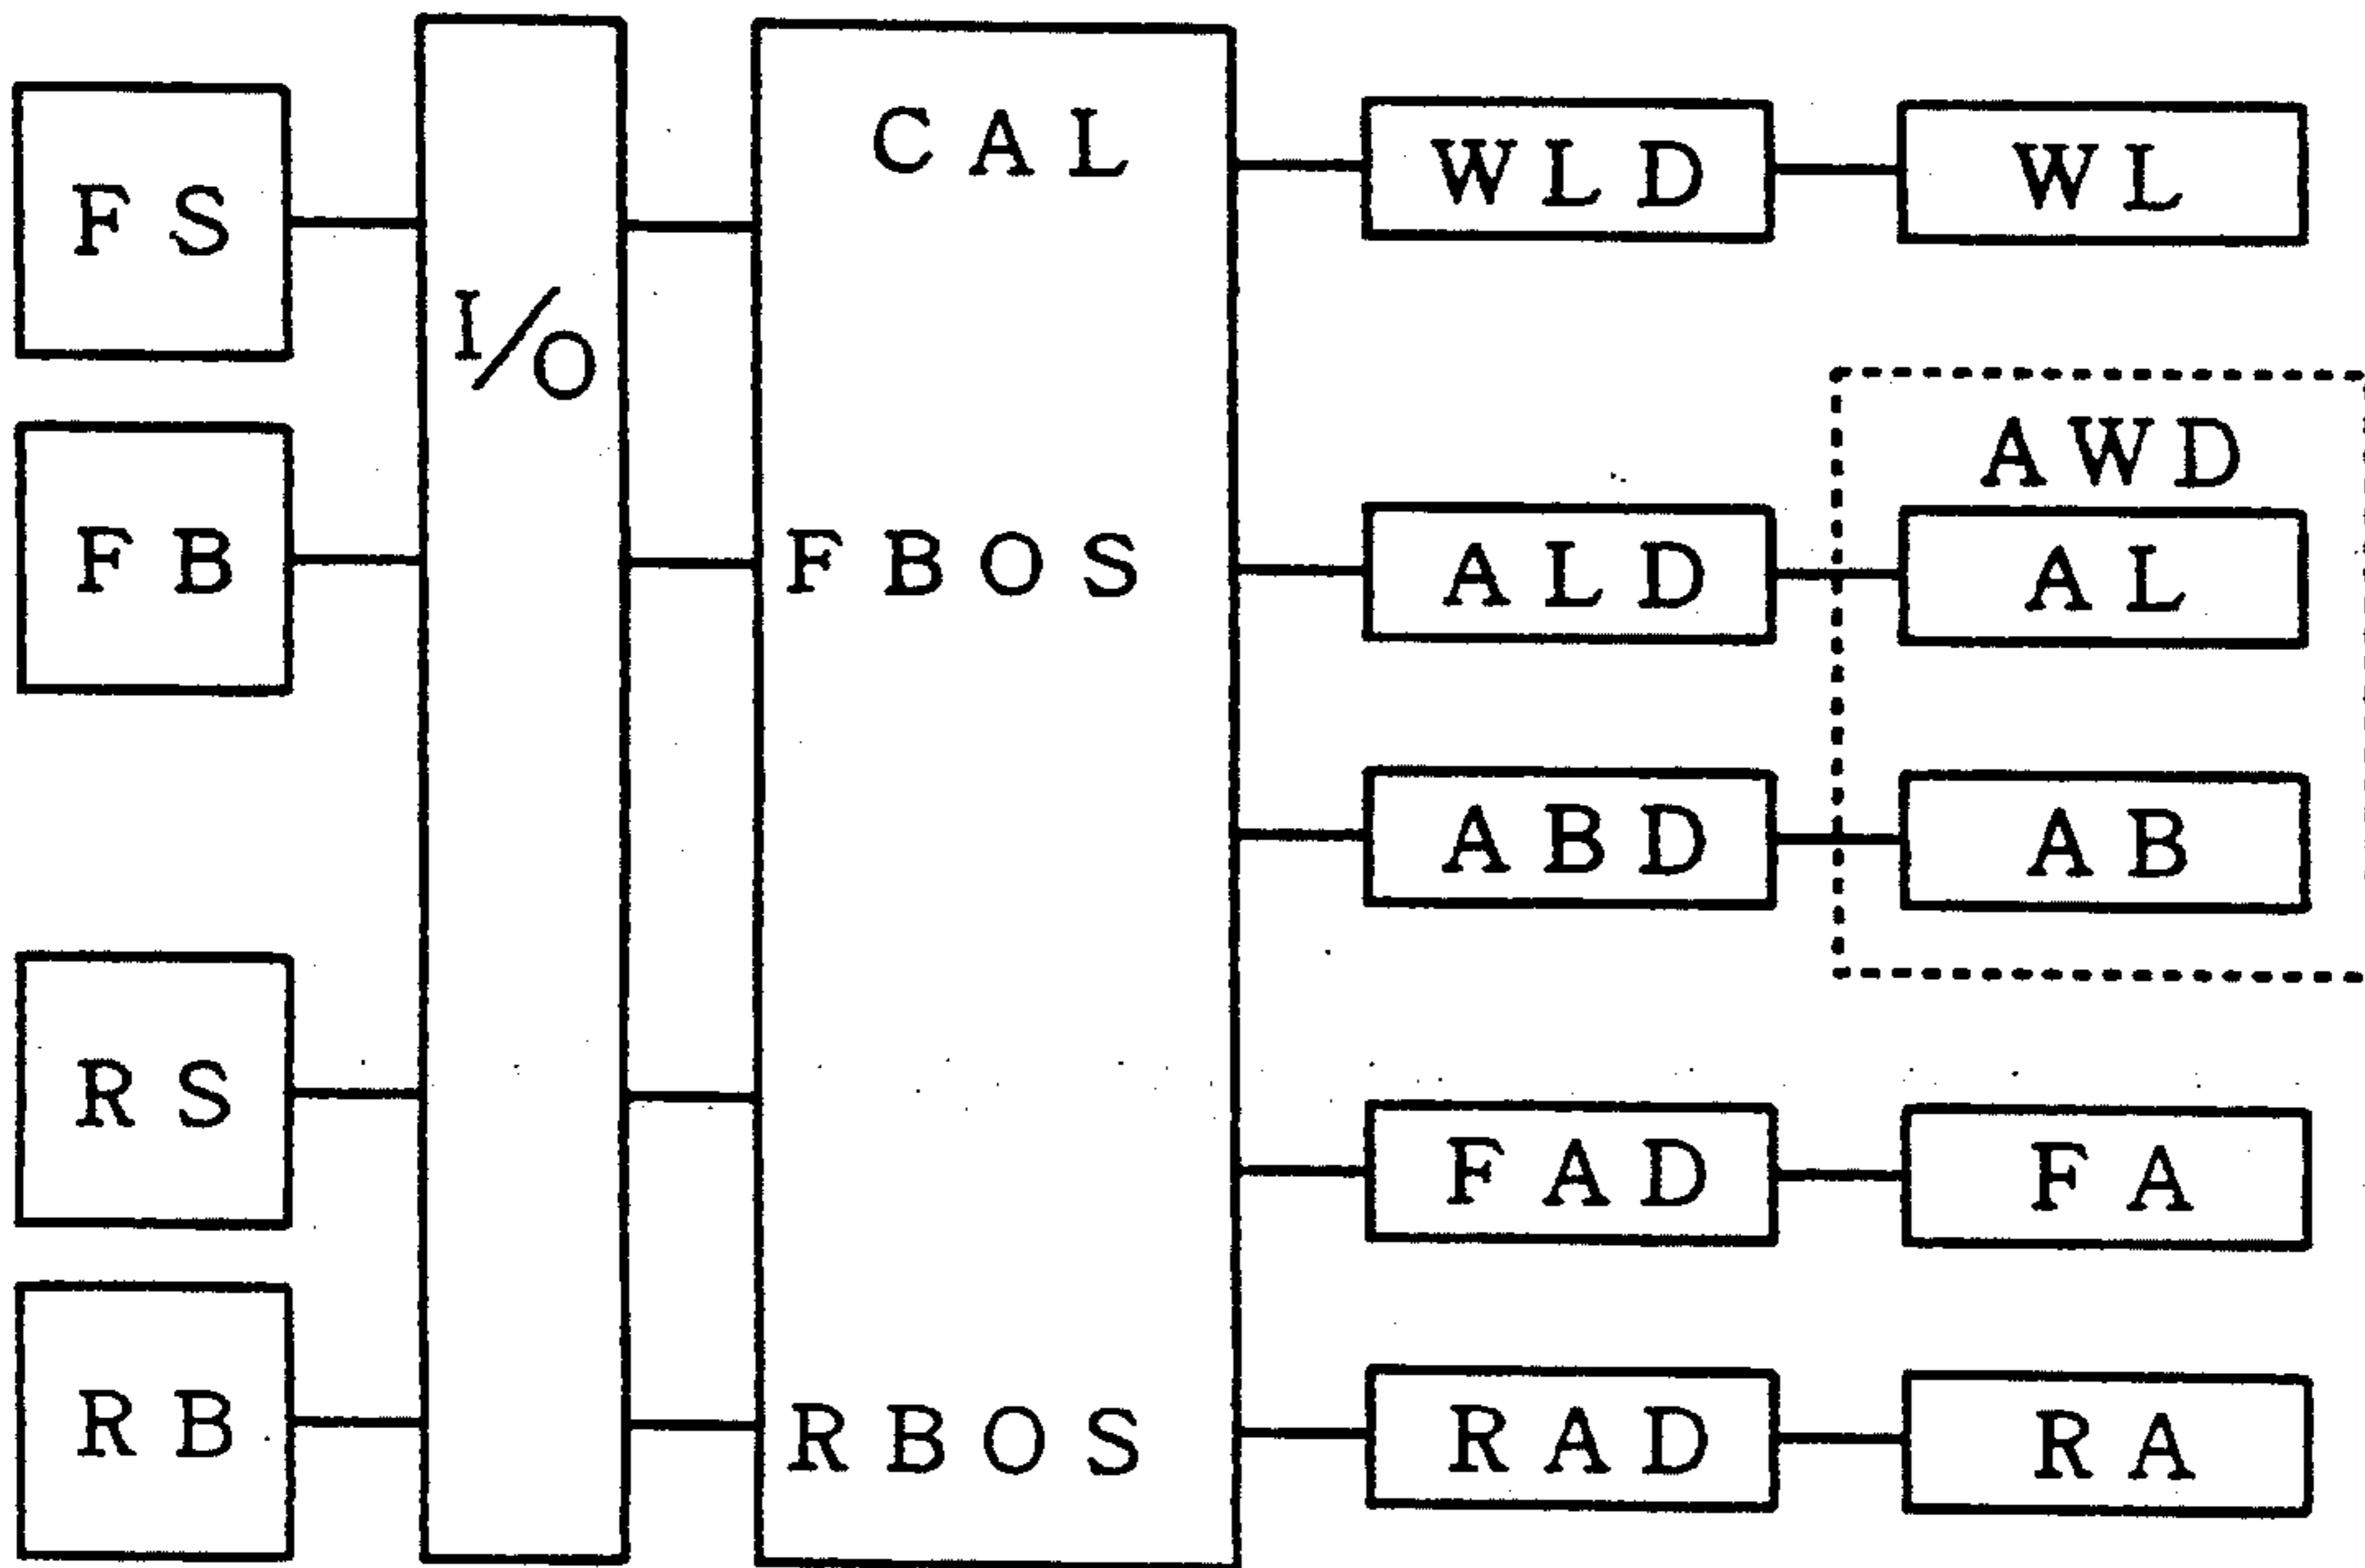 FS
FB
RS
RB
I/O
CAL
FBOS
RBOS
WLD
WL
AWD
ALD
AL
ABD
AB
FAD
FA
RAD
RA